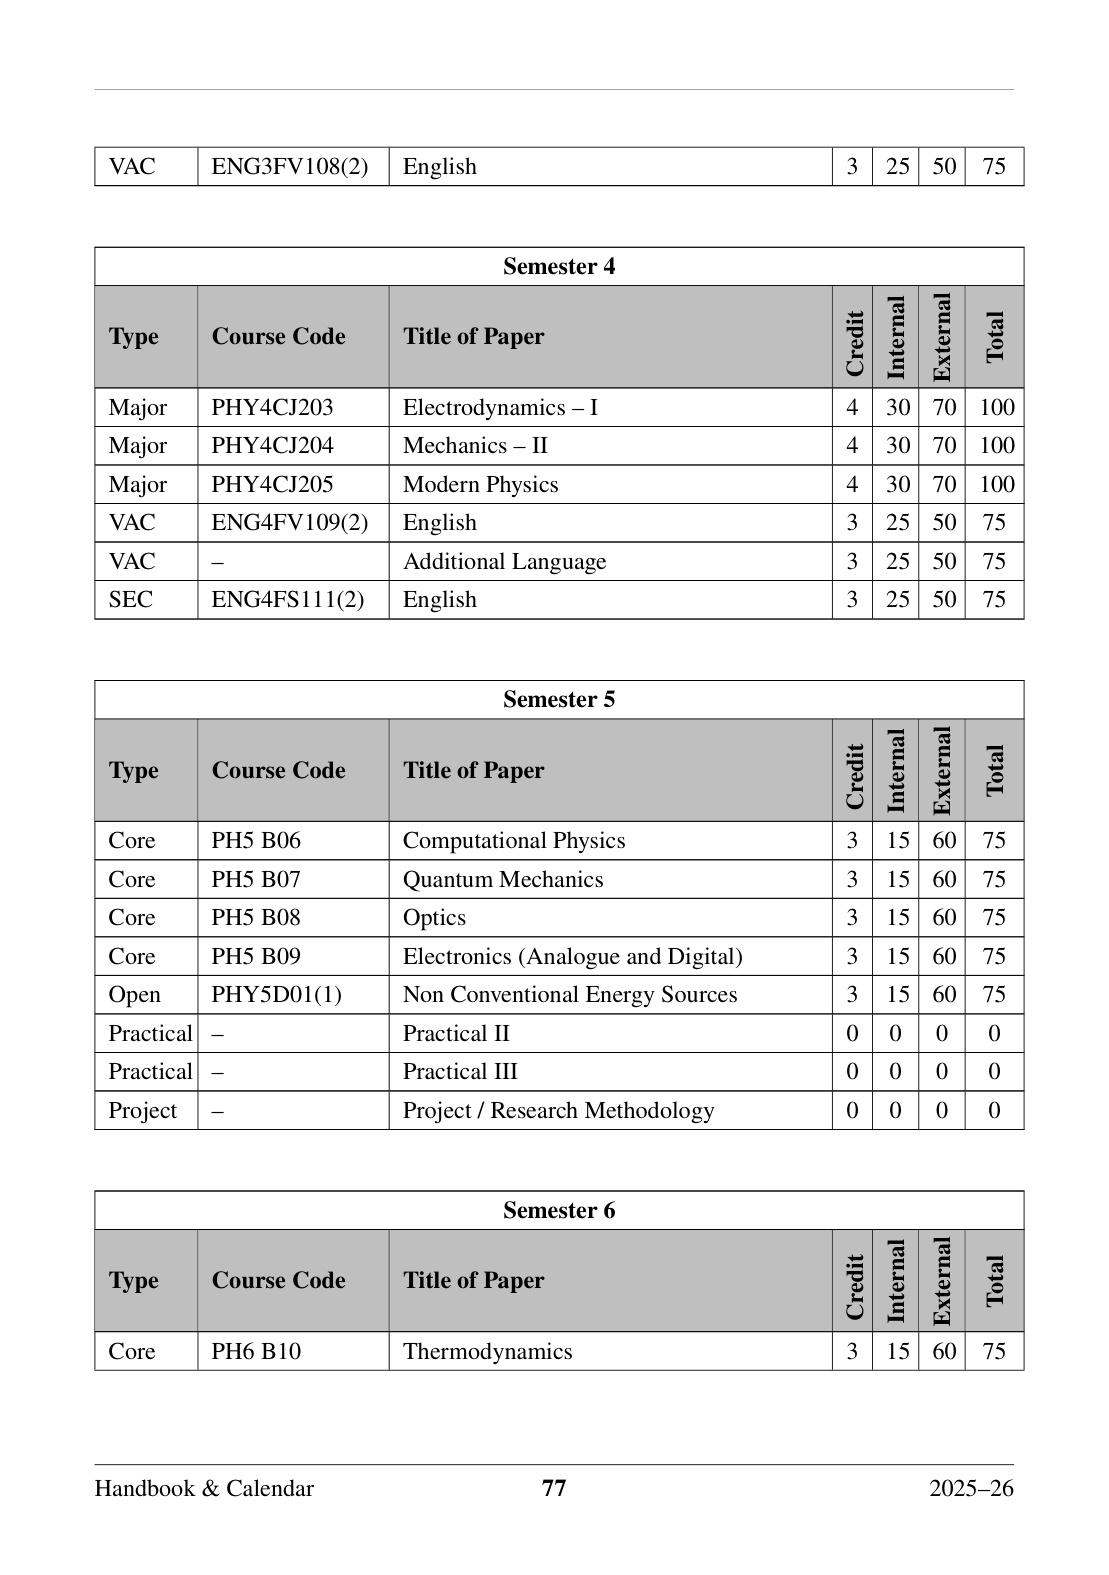 VAC ENG3FV108(2) English 3 25 50 75
Semester 4
Type Course Code Title of Paper Credit Internal External Total
Major PHY4CJ203 Electrodynamics – I 4 30 70 100
Major PHY4CJ204 Mechanics – II 4 30 70 100
Major PHY4CJ205 Modern Physics 4 30 70 100
VAC ENG4FV109(2) English 3 25 50 75
VAC – Additional Language 3 25 50 75
SEC ENG4FS111(2) English 3 25 50 75
Semester 5
Type Course Code Title of Paper Credit Internal External Total
Core PH5 B06 Computational Physics 3 15 60 75
Core PH5 B07 Quantum Mechanics 3 15 60 75
Core PH5 B08 Optics 3 15 60 75
Core PH5 B09 Electronics (Analogue and Digital) 3 15 60 75
Open PHY5D01(1) Non Conventional Energy Sources 3 15 60 75
Practical – Practical II 0 0 0 0
Practical – Practical III 0 0 0 0
Project – Project / Research Methodology 0 0 0 0
Semester 6
Type Course Code Title of Paper Credit Internal External Total
Core PH6 B10 Thermodynamics 3 15 60 75
Handbook & Calendar 77 2025–26